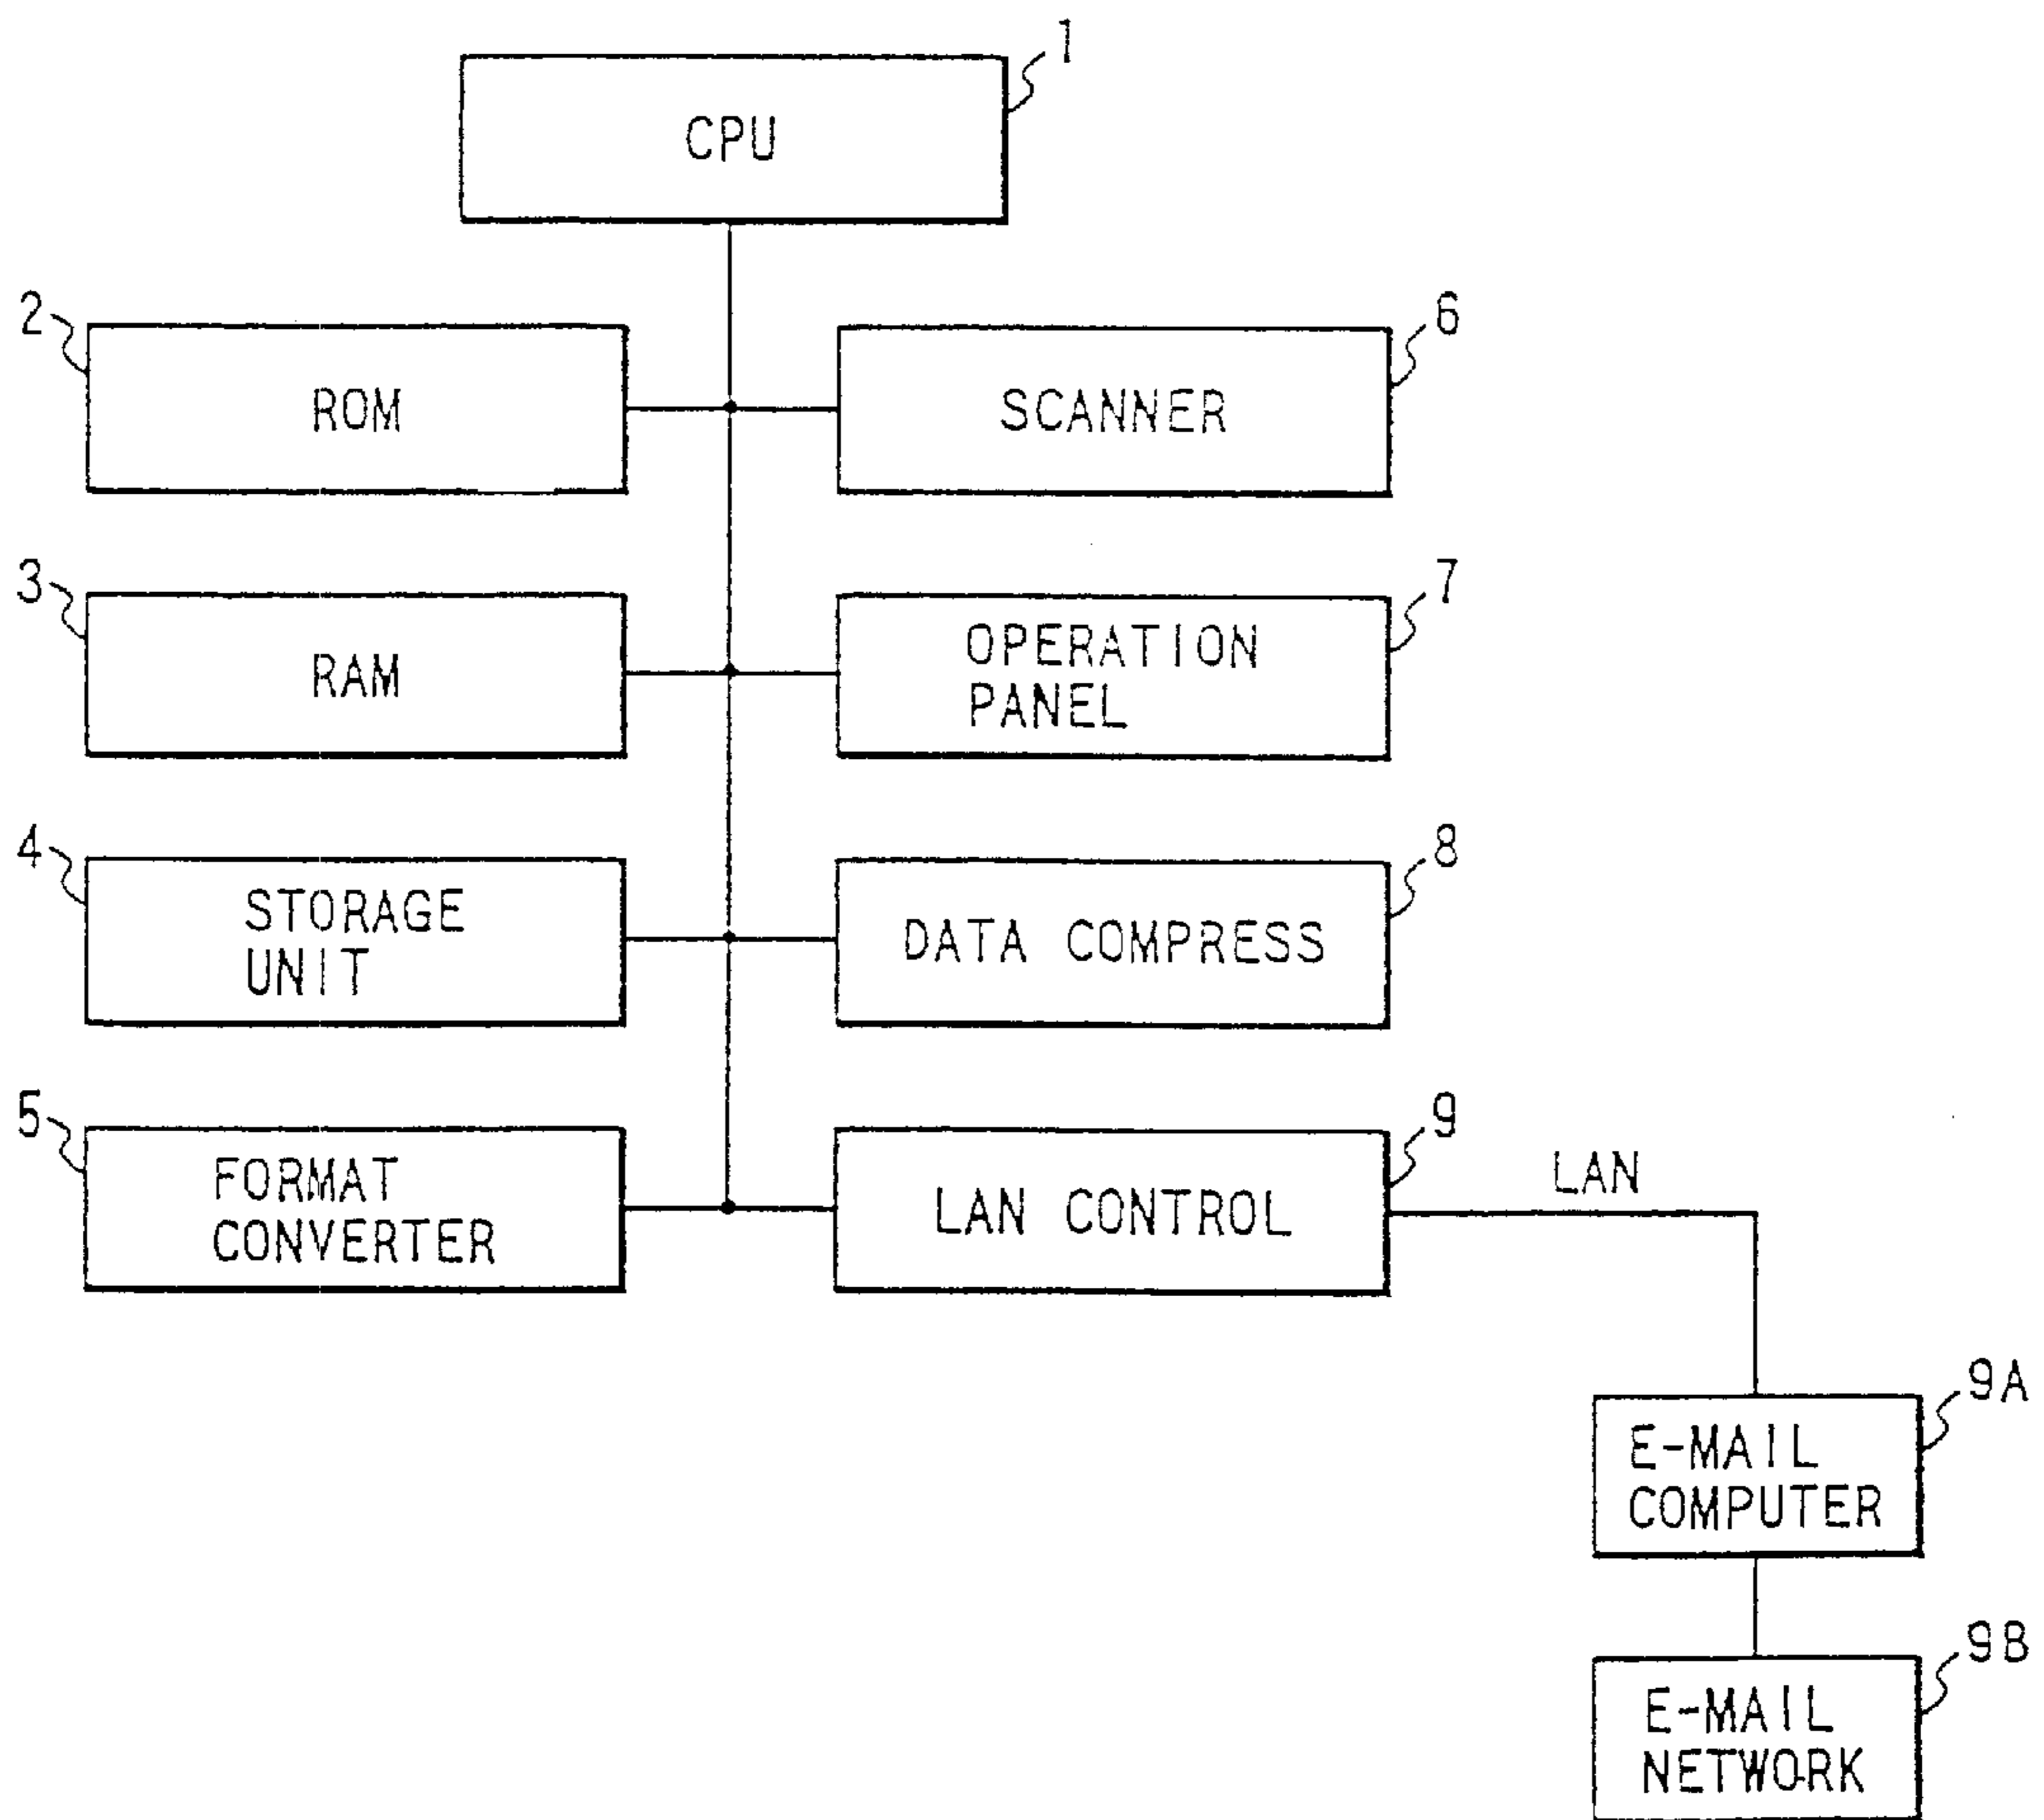 1
CPU
2
ROM
6
SCANNER
3
RAM
7
OPERATION
PANEL
4
STORAGE
UNIT
8
DATA COMPRESS
5
FORMAT
CONVERTER
9
LAN CONTROL
LAN
9A
E-MAIL
COMPUTER
9B
E-MAIL
NETWORK